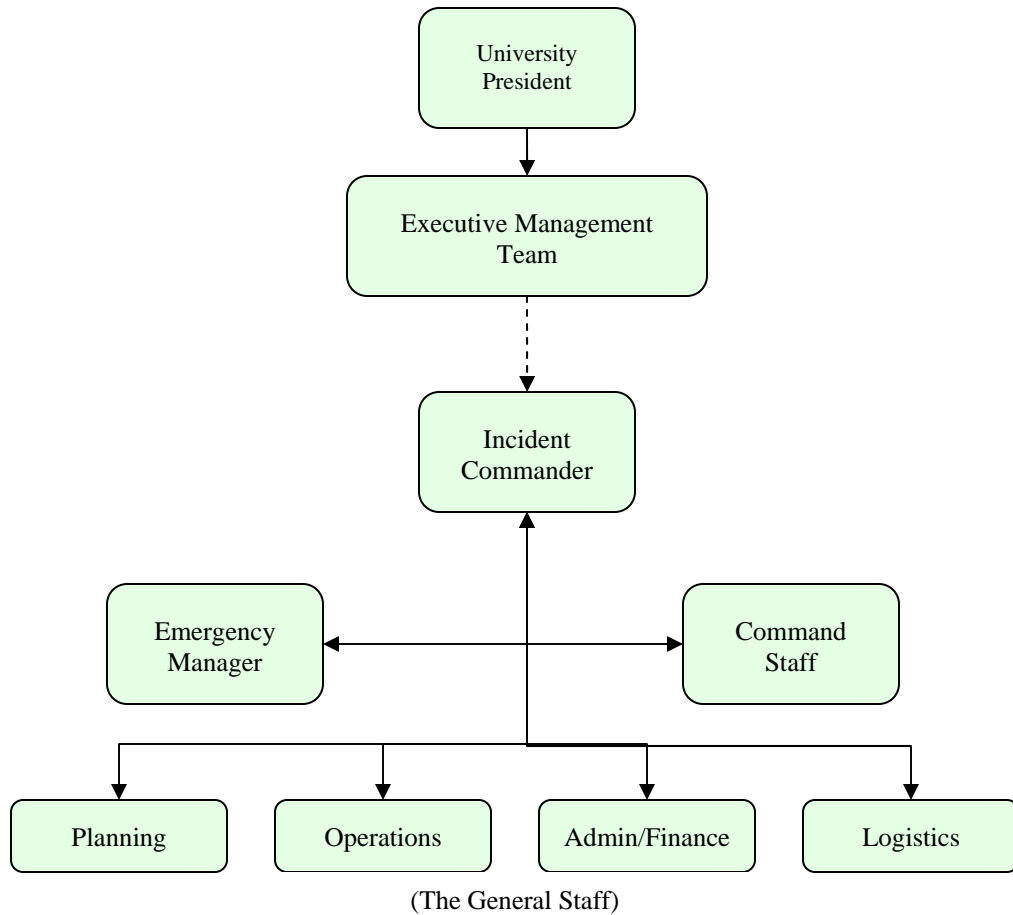 University
President
Executive Management
Team
Incident
Commander
Emergency
Manager
Command
Staff
Planning
Operations
Admin/Finance
Logistics
(The General Staff)